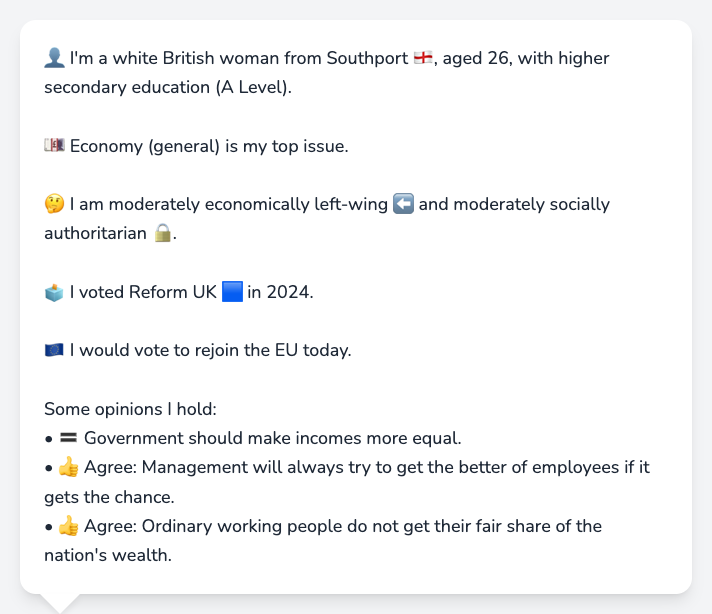 👤 I'm a white British woman from Southport 🏴󠁧󠁢󠁥󠁮󠁧󠁿, aged 26, with higher
secondary education (A Level).
💷 Economy (general) is my top issue.
🤔 I am moderately economically left-wing ⬅️ and moderately socially
authoritarian 🔒.
🗳️ I voted Reform UK 🟦 in 2024.
🇪🇺 I would vote to rejoin the EU today.
Some opinions I hold:
• 🟰 Government should make incomes more equal.
• 👍 Agree: Management will always try to get the better of employees if it
gets the chance.
• 👍 Agree: Ordinary working people do not get their fair share of the
nation's wealth.